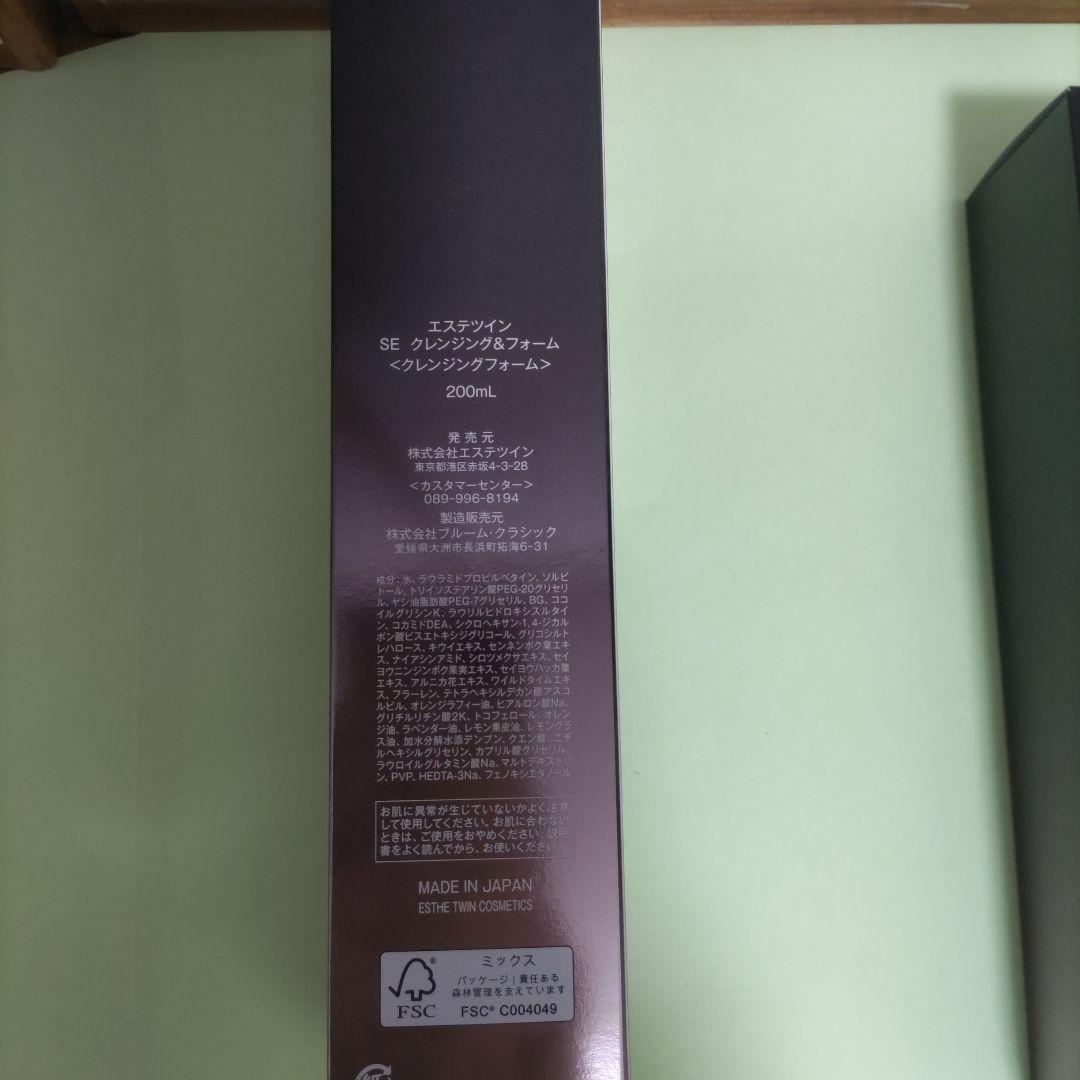 エステツイン
SE クレンジング&フォーム
<クレンジングフォーム>
200mL
発売元
株式会社エステツイン
東京都港区赤坂4-3-28
<カスタマーセンター>
089-996-8194
製造販売元
株式会社ブルーム・クラシック
愛媛県大洲市長浜町拓海6-31
成分:水、ラウラミドプロピルベタイン、ソルビ
トール、トリイソステアリン酸PEG-20グリセリ
ル、ヤシ油脂肪酸PEG-7グリセリル、BG、ココ
イルグリシンK、ラウリルヒドロキシスルタイ
ン、コカミドDEA、シクロヘキサン-1,4-ジカル
ボン酸ビスエトキシジグリコール、グリコシルト
レハロース、キウイエキス、センネンボク葉エキ
ス、ナイアシンアミド、シロツメクサエキス、セイ
ヨウニンジンボク果実エキス、セイヨウハッカ葉
エキス、アルニカ花エキス、ワイルドタイムエキ
ス、フラーレン、テトラヘキシルデカン酸アスコ
ルビル、オレンジラフィー油、ヒアルロン酸Na、
グリチルリチン酸2K、トコフェロール、オレン
ジ油、ラベンダー油、レモン果皮油、レモングラ
ス油、加水分解水添デンプン、クエン酸、エチ
ルヘキシルグリセリン、カプリル酸グリセリル、
ラウロイルグルタミン酸Na、マルトデキストリ
ン、PVP、HEDTA-3Na、フェノキシエタノール
お肌に異常が生じていないかよく注意
して使用してください。お肌に合わない
ときは、ご使用をおやめください。説明
書をよく読んでから、お使いください。
MADE IN JAPAN
ESTHE TWIN COSMETICS
ミックス
パッケージ|責任ある
森林管理を支えています
FSC® C004049
®
FSC